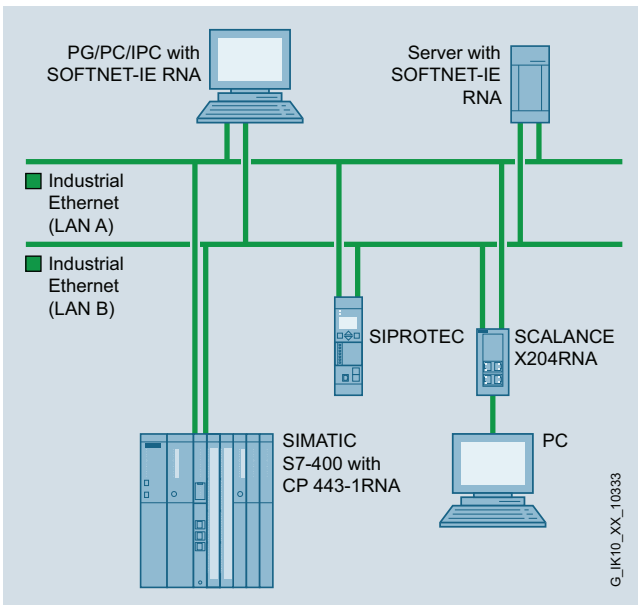 PG/PC/IPC with
SOFTNET-IE RNA
Server with
SOFTNET-IE
RNA
Industrial
Ethernet
(LAN A)
Industrial
Ethernet
(LAN B)
SIPROTEC
SCALANCE
X204RNA
SIMATIC
S7-400 with
CP 443-1RNA
PC
G_IK10_XX_10333